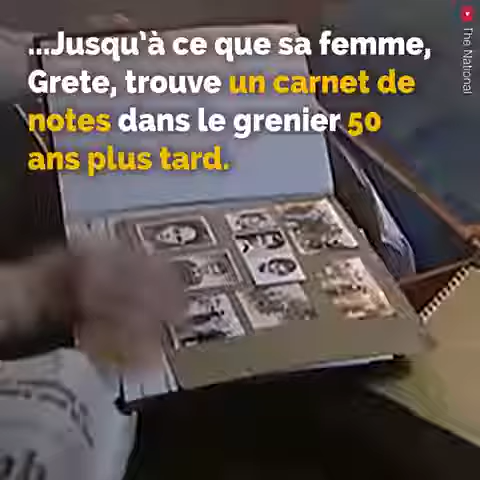 ...Jusqu'à ce que sa femme,
Grete, trouve un carnet de
notes dans le grenier 50
ans plus tard.
The National